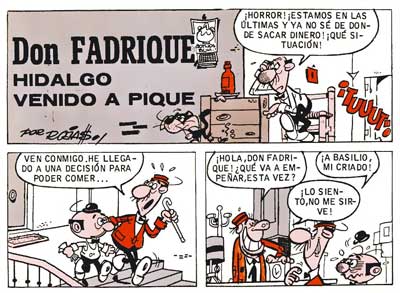 Don FADRIQUE
HIDALGO
VENIDO A PIQUE
POR ROJAS
¡HORROR! ¡ESTAMOS EN LAS
ÚLTIMAS Y YA NO SÉ DE DON-
DE SACAR DINERO! ¡QUÉ SI-
TUACIÓN!
¡TUUUT!
VEN CONMIGO. HE LLEGA-
DO A UNA DECISIÓN PARA
PODER COMER...
¡HOLA, DON FADRI-
QUE! ¿QUÉ VA A EM-
PEÑAR, ESTA VEZ?
¡A BASILIO,
MI CRIADO!
¡LO SIEN-
TO, NO ME SIR-
VE!